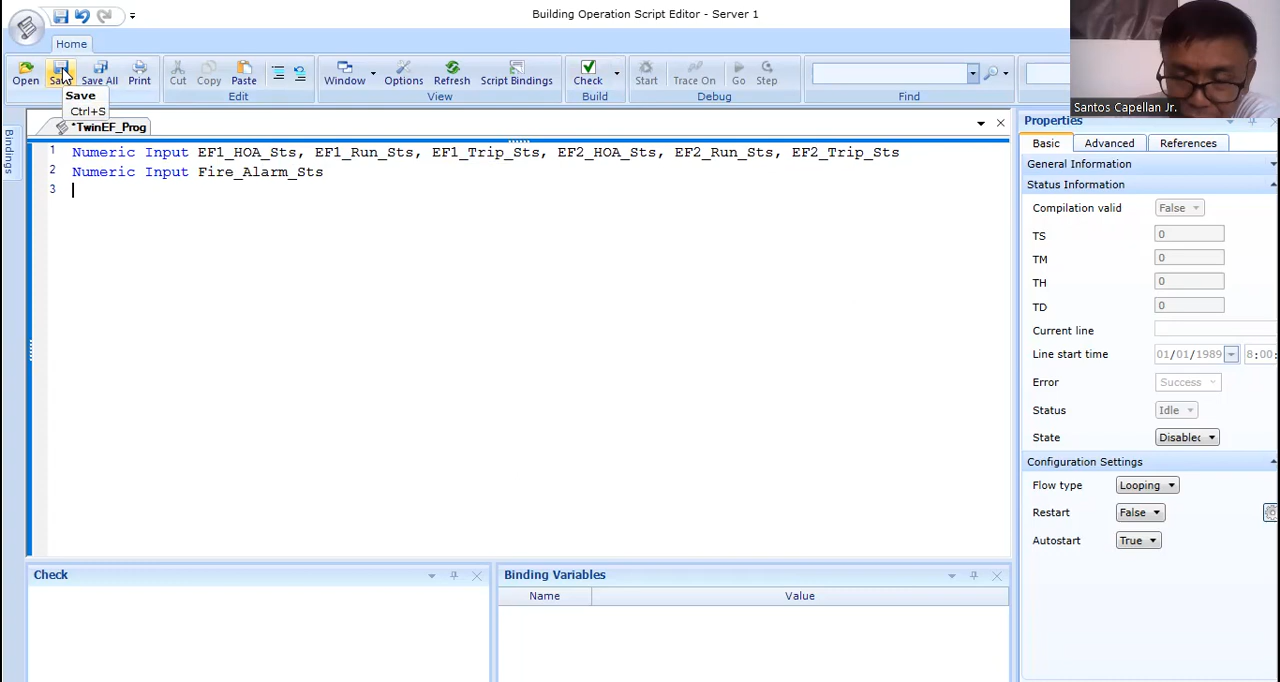 Building Operation Script Editor - Server 1
Home
Open Save Save All Print Cut Copy Paste Window Options Refresh Script Bindings Check Start Trace On Go Step
Save
Ctrl+S
Edit View Build Debug Find
Santos Capellan Jr.
*TwinEF_Prog
Bindings
1 Numeric Input EF1_HOA_Sts, EF1_Run_Sts, EF1_Trip_Sts, EF2_HOA_Sts, EF2_Run_Sts, EF2_Trip_Sts
2 Numeric Input Fire_Alarm_Sts
3
Properties
Basic Advanced References
General Information
Status Information
Compilation valid False
TS 0
TM 0
TH 0
TD 0
Current line
Line start time 01/01/1989 8:00:
Error Success
Status Idle
State Disabled
Configuration Settings
Flow type Looping
Restart False
Autostart True
Check
Binding Variables
Name Value